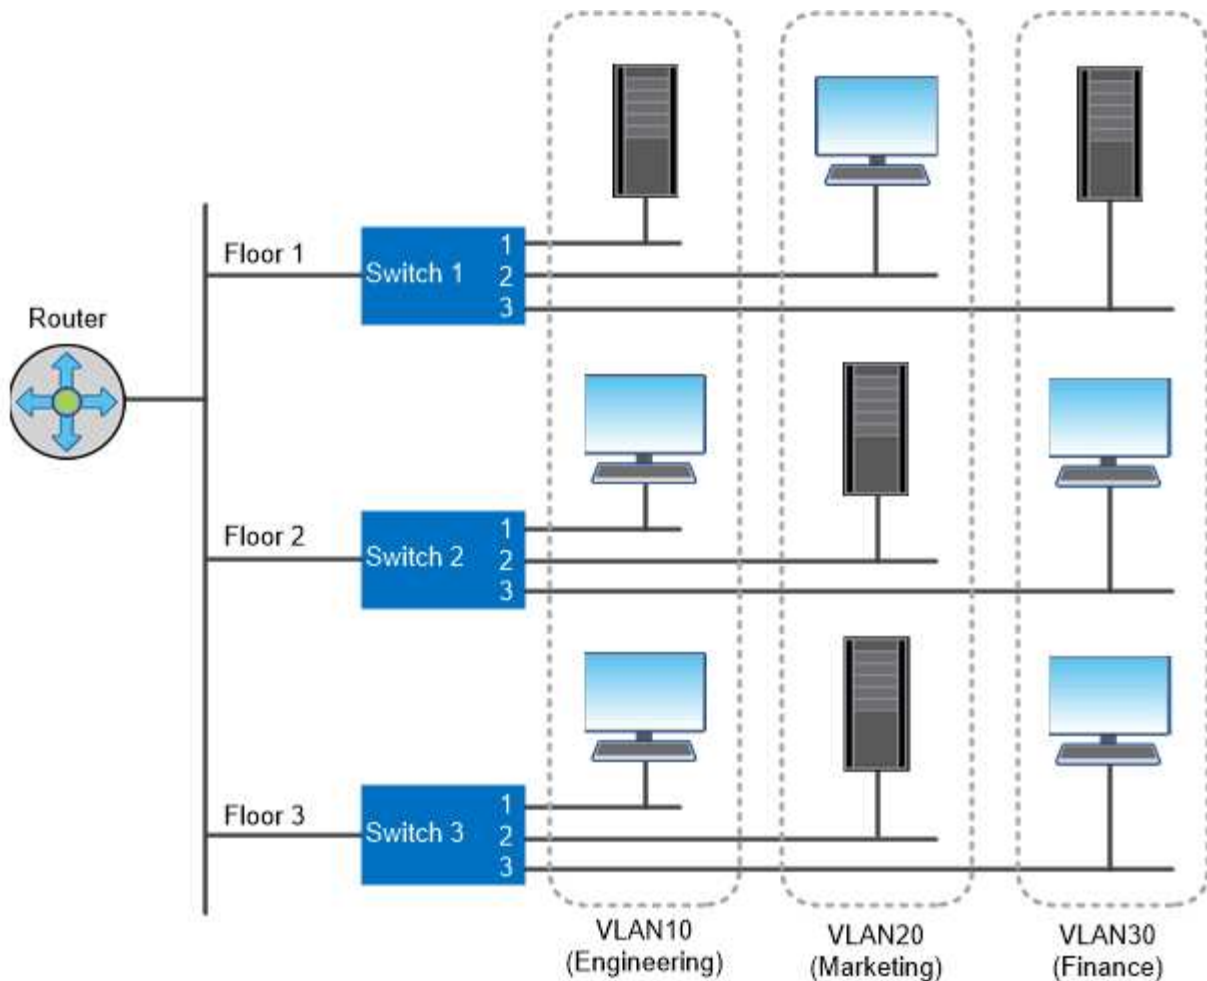 Router
Floor 1
Switch 1
1
2
3
Floor 2
Switch 2
1
2
3
Floor 3
Switch 3
1
2
3
VLAN10
(Engineering)
VLAN20
(Marketing)
VLAN30
(Finance)